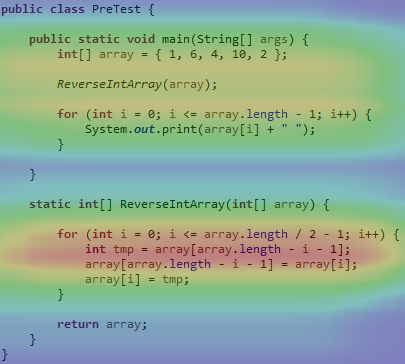 public class PreTest {
public static void main(String[] args) {
int[] array = { 1, 6, 4, 10, 2 };
ReverseIntArray(array);
for (int i = 0; i <= array.length - 1; i++) {
System.out.print(array[i] + " ");
}
}
static int[] ReverseIntArray(int[] array) {
for (int i = 0; i <= array.length / 2 - 1; i++) {
int tmp = array[array.length - i - 1];
array[array.length - i - 1] = array[i];
array[i] = tmp;
}
return array;
}
}